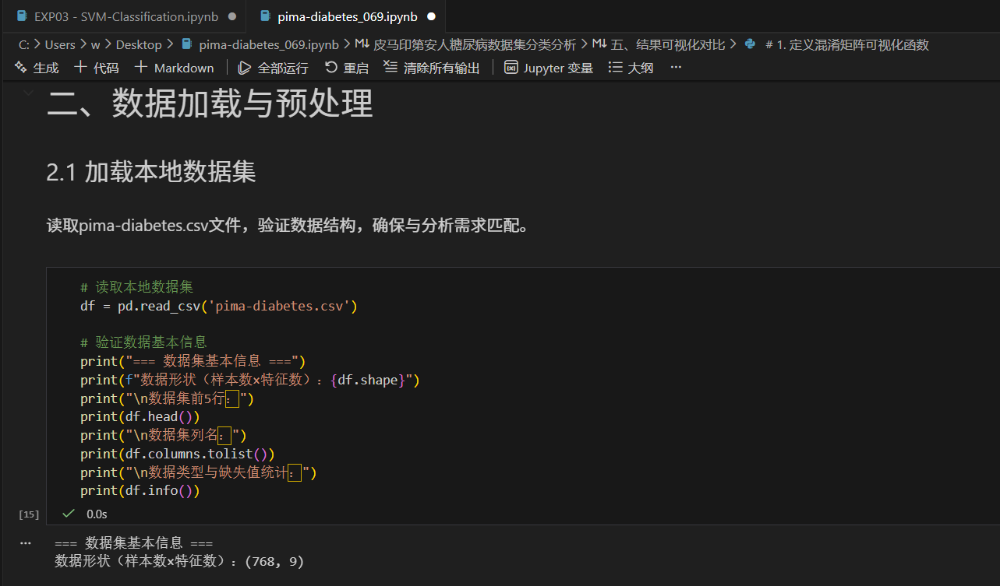 EXP03 - SVM-Classification.ipynb
pima-diabetes_069.ipynb
C: > Users > w > Desktop > pima-diabetes_069.ipynb > M↓ 皮马印第安人糖尿病数据集分类分析 > M↓ 五、结果可视化对比 > # 1. 定义混淆矩阵可视化函数
生成 + 代码 + Markdown 全部运行 重启 清除所有输出 Jupyter 变量 大纲 ...
二、数据加载与预处理
2.1 加载本地数据集
读取pima-diabetes.csv文件，验证数据结构，确保与分析需求匹配。
# 读取本地数据集
df = pd.read_csv('pima-diabetes.csv')
# 验证数据基本信息
print("=== 数据集基本信息 ===")
print(f"数据形状（样本数×特征数）：{df.shape}")
print("\n数据集前5行：")
print(df.head())
print("\n数据集列名：")
print(df.columns.tolist())
print("\n数据类型与缺失值统计：")
print(df.info())
[15] 0.0s
... === 数据集基本信息 ===
数据形状（样本数×特征数）：(768, 9)